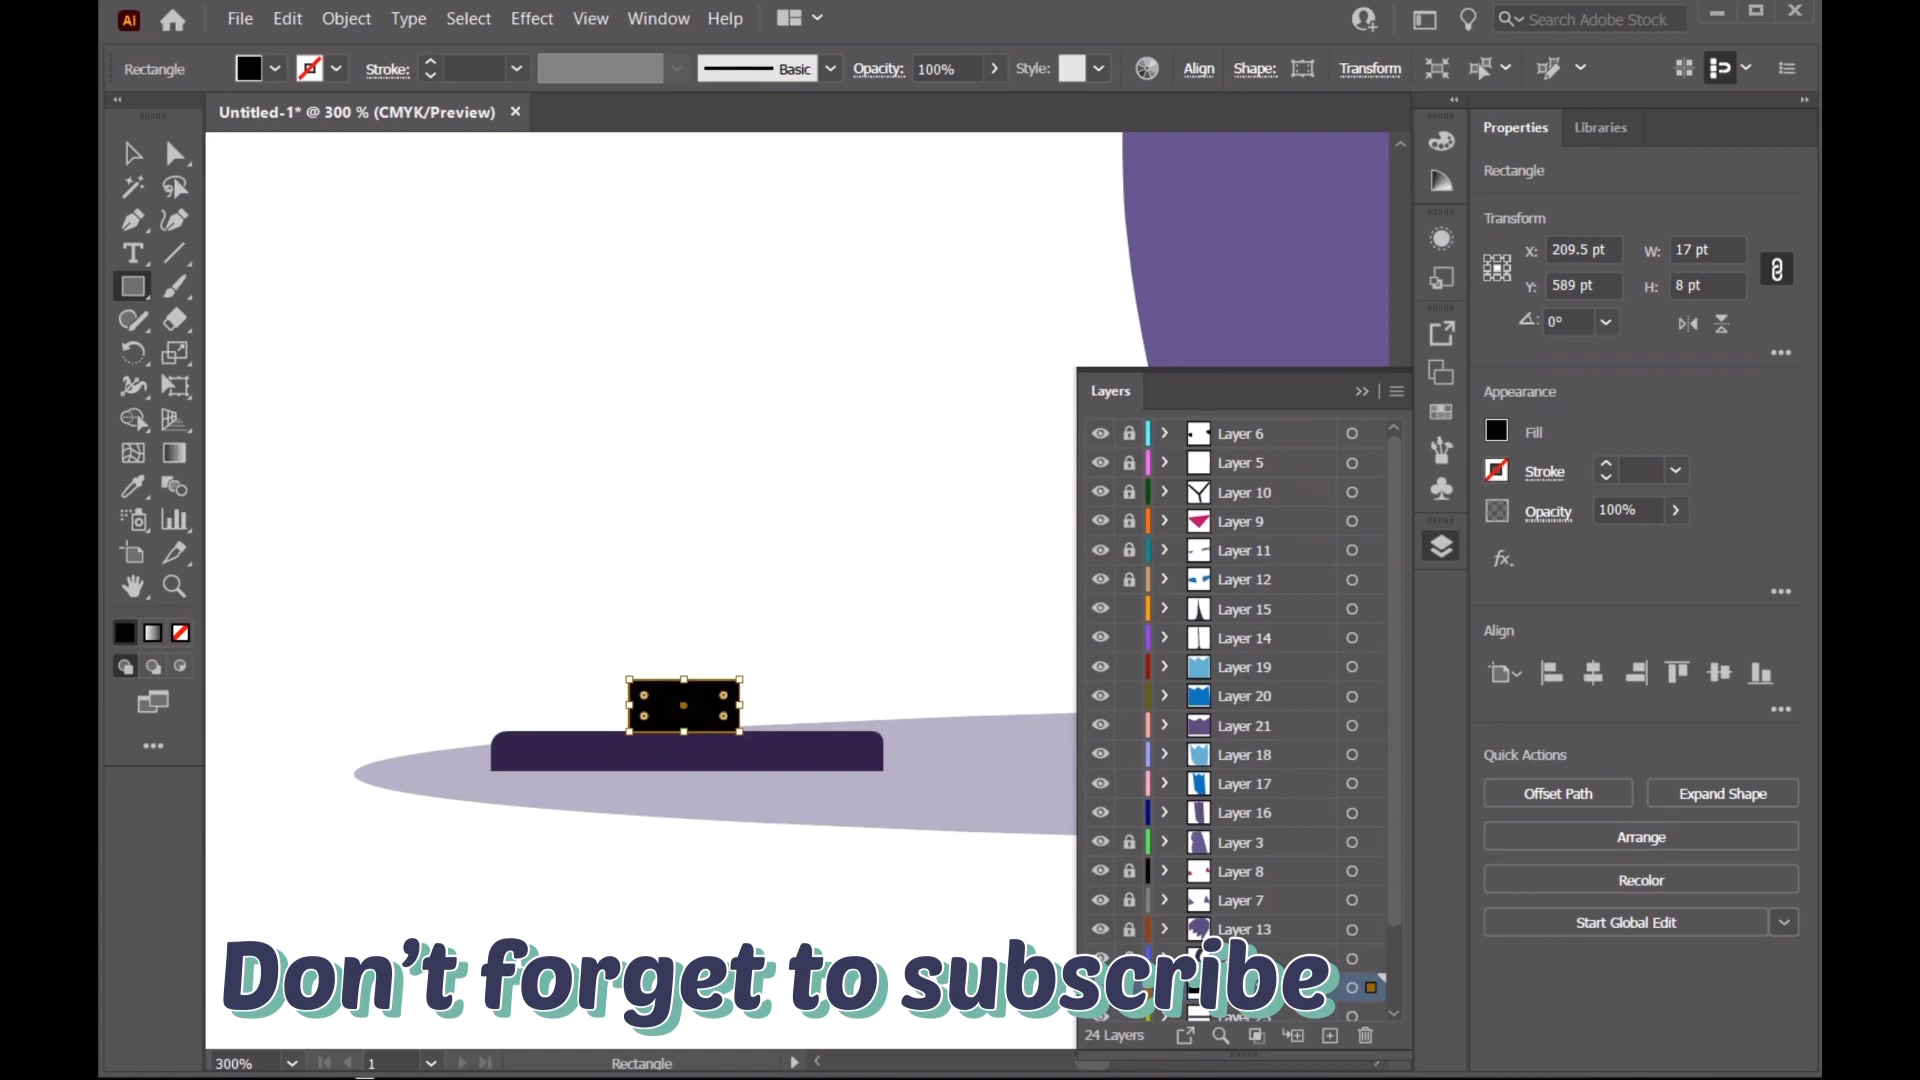 Ai File Edit Object Type Select Effect View Window Help Search Adobe Stock
Rectangle Stroke: Basic Opacity: 100% Style: Align Shape: Transform
Untitled-1* @ 300 % (CMYK/Preview)
Properties Libraries
Rectangle
Transform
X: 209.5 pt W: 17 pt
Y: 589 pt H: 8 pt
0°
Appearance
Fill
Stroke
Opacity 100%
fx.
Align
Quick Actions
Offset Path Expand Shape
Arrange
Recolor
Start Global Edit
Layers
Layer 6
Layer 5
Layer 10
Layer 9
Layer 11
Layer 12
Layer 15
Layer 14
Layer 19
Layer 20
Layer 21
Layer 18
Layer 17
Layer 16
Layer 3
Layer 8
Layer 7
Layer 13
24 Layers
Don't forget to subscribe
300% 1 Rectangle